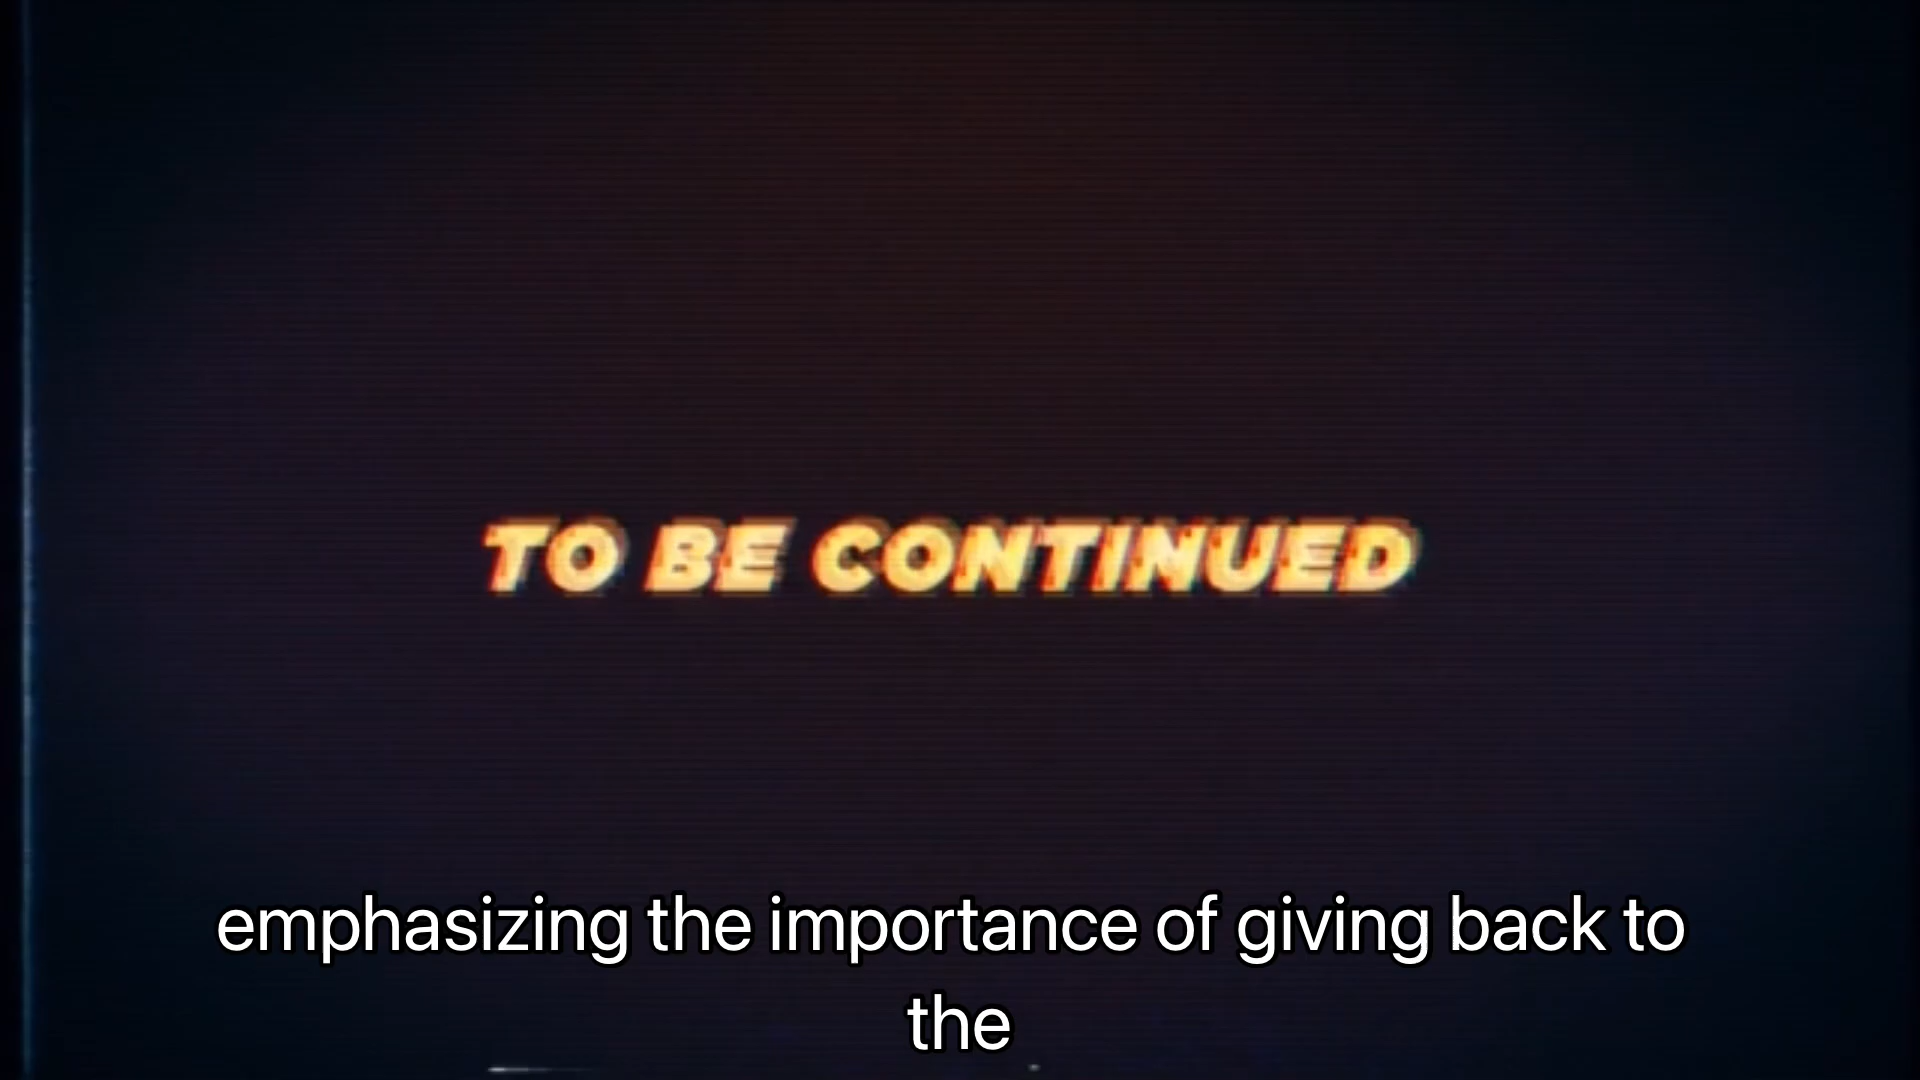 TO BE CONTINUED
emphasizing the importance of giving back to
the